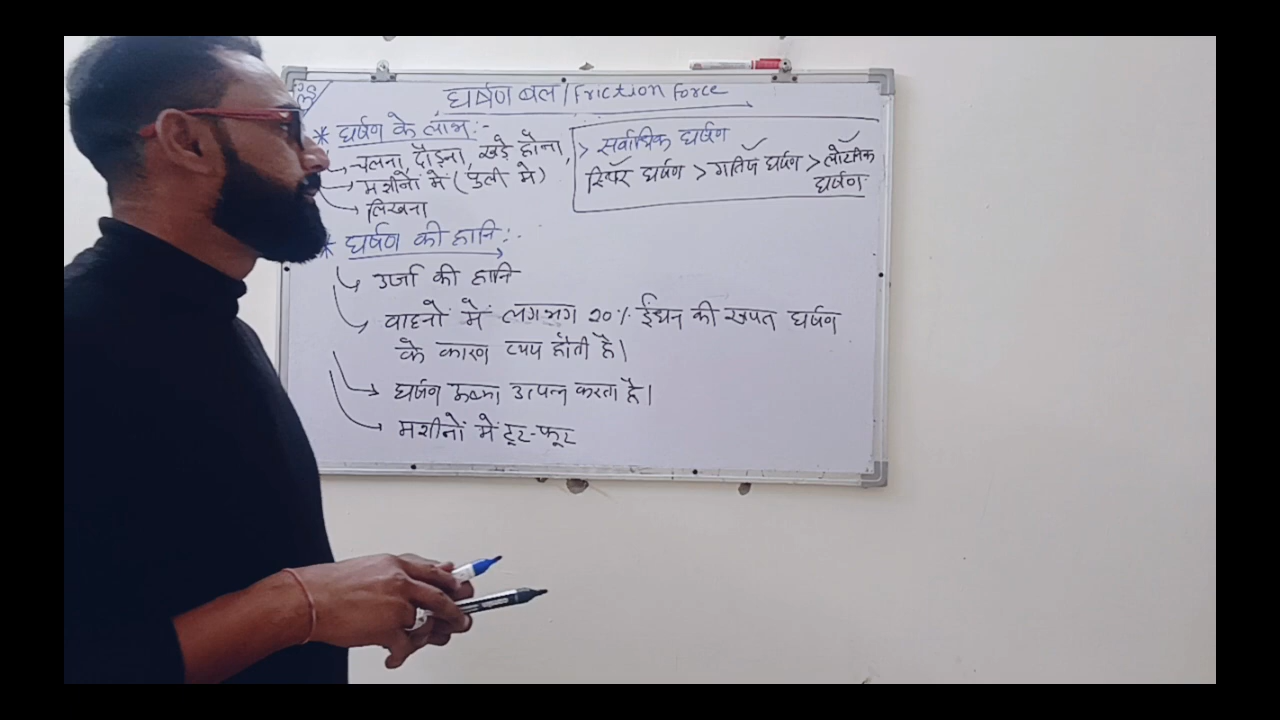 घर्षण बल / Friction Force
* घर्षण के लाभ :-
चलना, दौड़ना, खड़े होना,
मशीनों में (पुली में)
लिखना
> सर्वाधिक घर्षण
घर्षण > गतिज घर्षण > लोटनिक
घर्षण
* घर्षण की हानि :-
उर्जा की हानि
वाहनो में लगभग 20% ईंधन की खपत घर्षण
के कारण व्यय होती है।
घर्षण ऊष्मा उत्पन्न करता है।
मशीनों में टूट-फूट